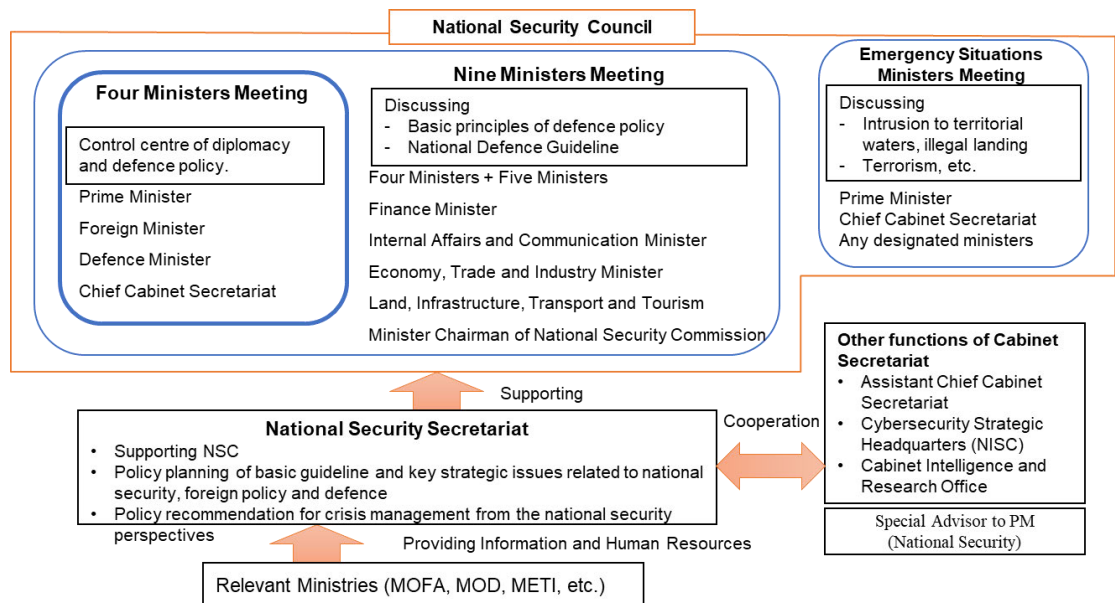 National Security Council
Four Ministers Meeting
Control centre of diplomacy
and defence policy.
Prime Minister
Foreign Minister
Defence Minister
Chief Cabinet Secretariat
Nine Ministers Meeting
Discussing
- Basic principles of defence policy
- National Defence Guideline
Four Ministers + Five Ministers
Finance Minister
Internal Affairs and Communication Minister
Economy, Trade and Industry Minister
Land, Infrastructure, Transport and Tourism
Minister Chairman of National Security Commission
Emergency Situations
Ministers Meeting
Discussing
- Intrusion to territorial
waters, illegal landing
- Terrorism, etc.
Prime Minister
Chief Cabinet Secretariat
Any designated ministers
Supporting
National Security Secretariat
• Supporting NSC
• Policy planning of basic guideline and key strategic issues related to national
security, foreign policy and defence
• Policy recommendation for crisis management from the national security
perspectives
Cooperation
Other functions of Cabinet
Secretariat
• Assistant Chief Cabinet
Secretariat
• Cybersecurity Strategic
Headquarters (NISC)
• Cabinet Intelligence and
Research Office
Special Advisor to PM
(National Security)
Providing Information and Human Resources
Relevant Ministries (MOFA, MOD, METI, etc.)